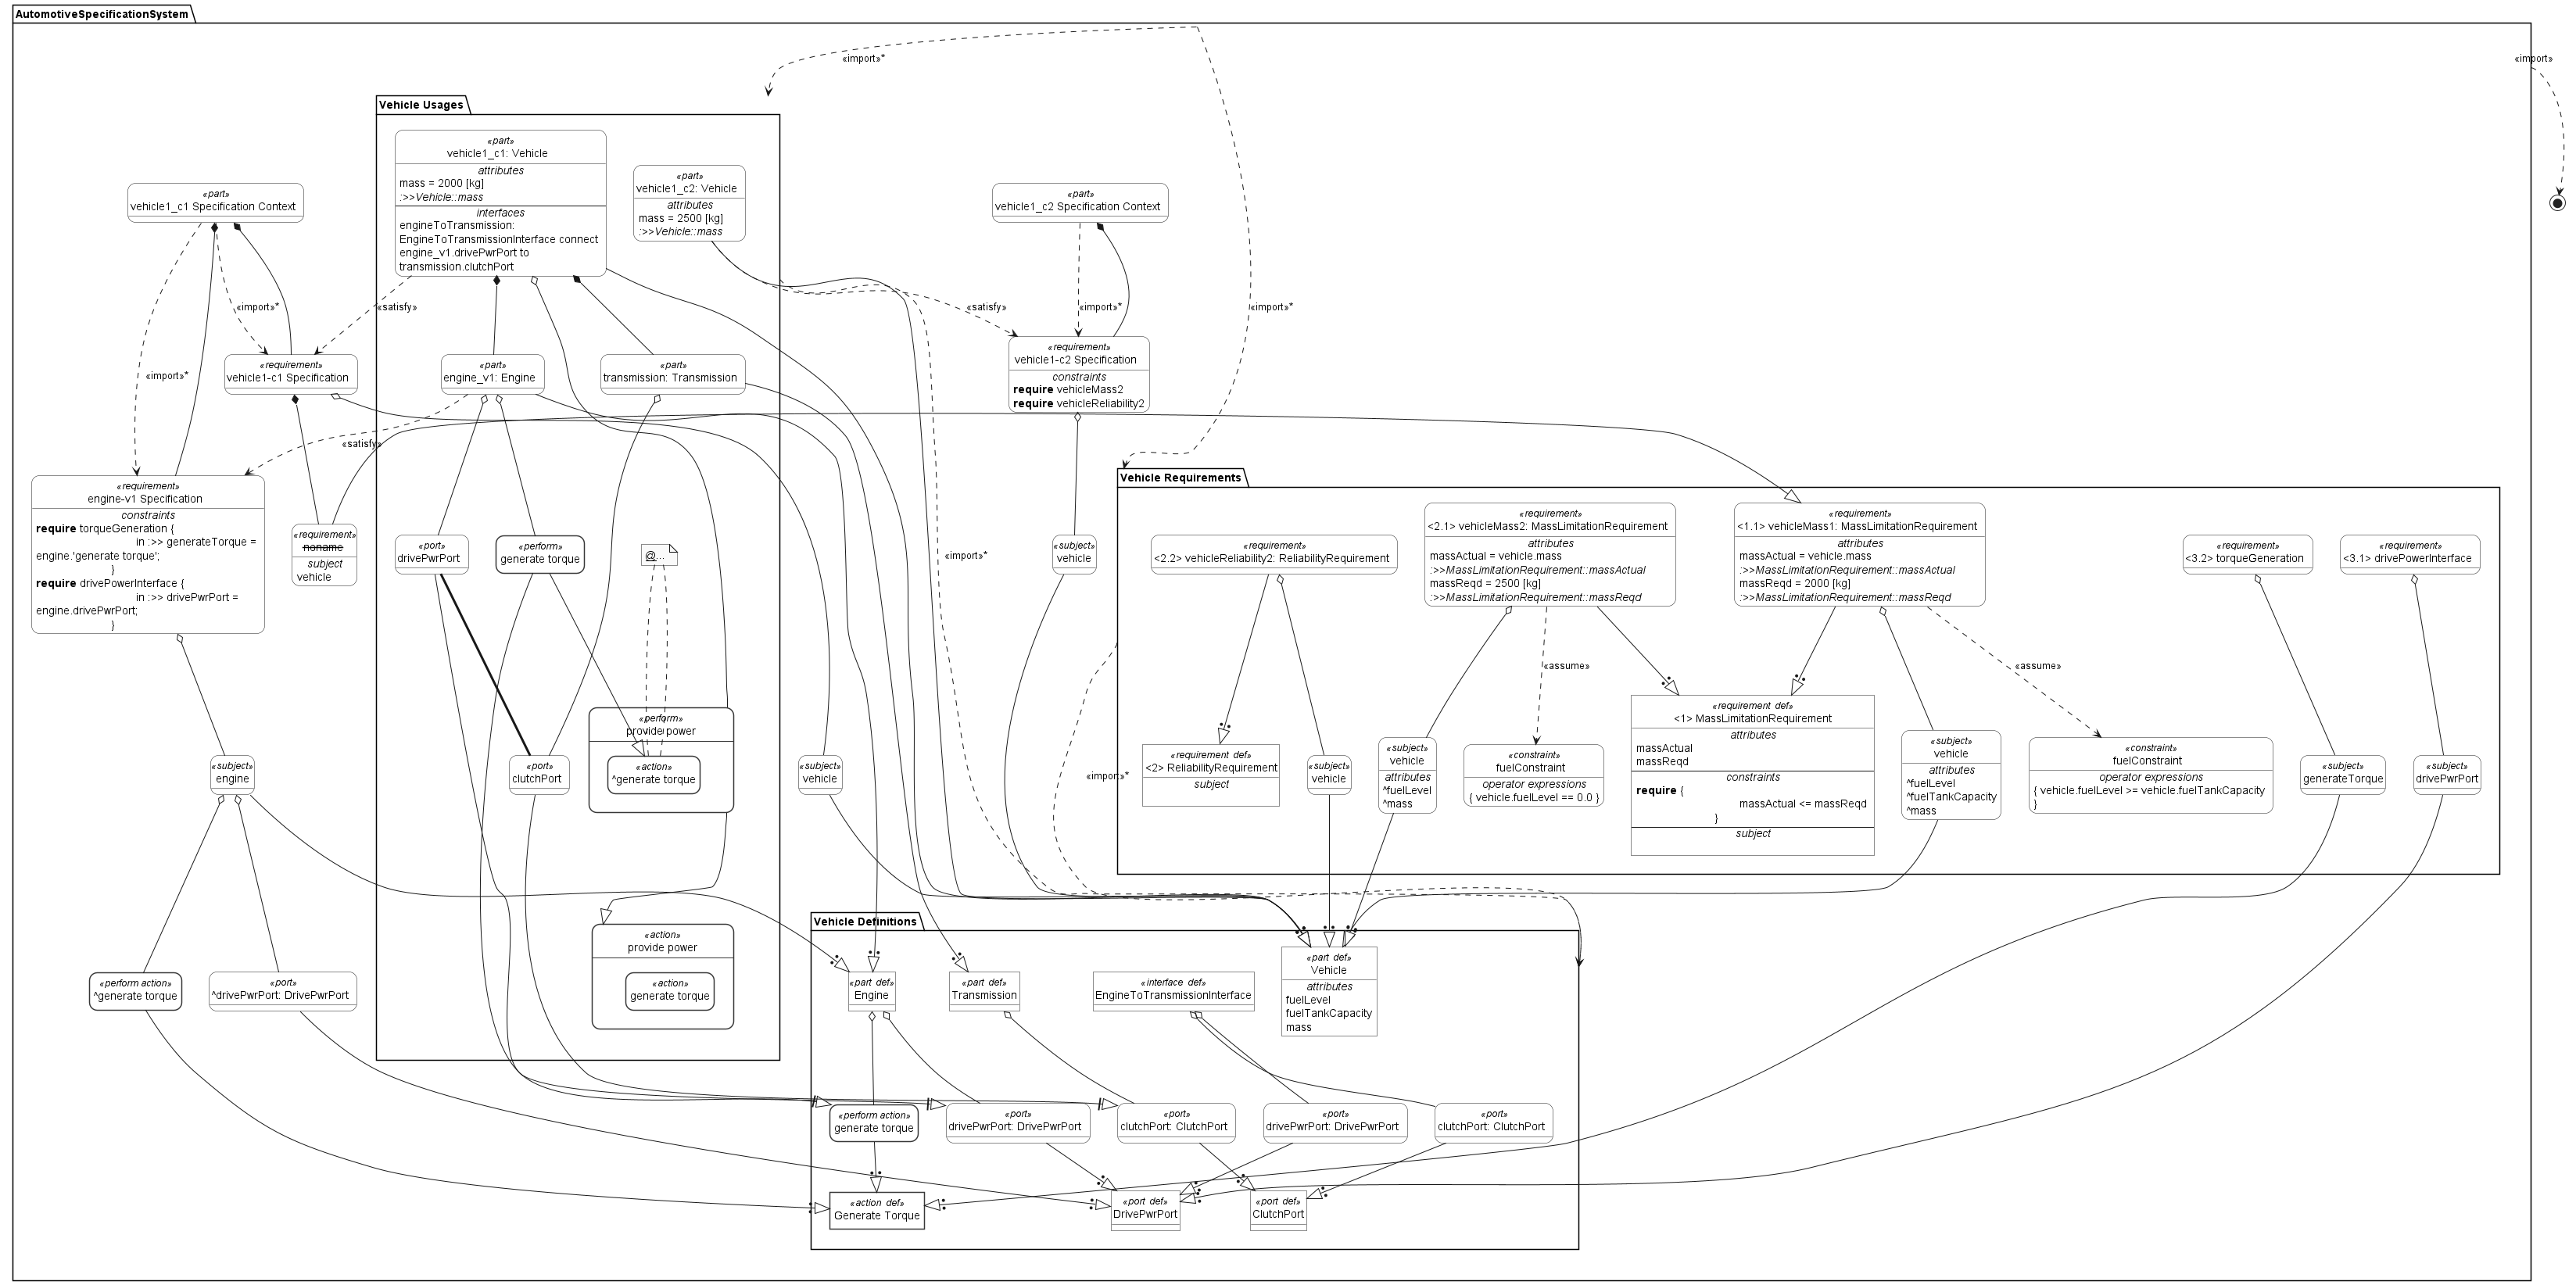 AutomotiveSpecificationSystem
«import»*
«import»
Vehicle Usages
«part»
vehicle1_c1: Vehicle
attributes
mass = 2000 [kg]
:>>Vehicle::mass
interfaces
engineToTransmission:
EngineToTransmissionInterface connect
engine_v1.drivePwrPort to
transmission.clutchPort
«part»
vehicle1_c2: Vehicle
attributes
mass = 2500 [kg]
:>>Vehicle::mass
«part»
vehicle1_c1 Specification Context
«part»
vehicle1_c2 Specification Context
«import»*
«satisfy»
«satisfy»
«import»*
«import»*
«import»*
«requirement»
vehicle1-c1 Specification
«part»
engine_v1: Engine
«part»
transmission: Transmission
«requirement»
vehicle1-c2 Specification
constraints
require vehicleMass2
require vehicleReliability2
«satisfy»
«requirement»
engine-v1 Specification
constraints
require torqueGeneration {
in :>> generateTorque =
engine.'generate torque';
}
require drivePowerInterface {
in :>> drivePwrPort =
engine.drivePwrPort;
}
«requirement»
noname
subject
vehicle
«port»
drivePwrPort
«perform»
generate torque
@...
«import»*
«subject»
vehicle
Vehicle Requirements
«requirement»
<2.2> vehicleReliability2: ReliabilityRequirement
«requirement»
<2.1> vehicleMass2: MassLimitationRequirement
attributes
massActual = vehicle.mass
:>>MassLimitationRequirement::massActual
massReqd = 2500 [kg]
:>>MassLimitationRequirement::massReqd
«requirement»
<1.1> vehicleMass1: MassLimitationRequirement
attributes
massActual = vehicle.mass
:>>MassLimitationRequirement::massActual
massReqd = 2000 [kg]
:>>MassLimitationRequirement::massReqd
«requirement»
<3.2> torqueGeneration
«requirement»
<3.1> drivePowerInterface
«assume»
«assume»
«import»*
«requirement def»
<2> ReliabilityRequirement
subject
«subject»
vehicle
«subject»
vehicle
attributes
^fuelLevel
^mass
«constraint»
fuelConstraint
operator expressions
{ vehicle.fuelLevel == 0.0 }
«requirement def»
<1> MassLimitationRequirement
attributes
massActual
massReqd
constraints
require {
massActual <= massReqd
}
subject
«subject»
vehicle
attributes
^fuelLevel
^fuelTankCapacity
^mass
«constraint»
fuelConstraint
operator expressions
{ vehicle.fuelLevel >= vehicle.fuelTankCapacity
}
«subject»
generateTorque
«subject»
drivePwrPort
«subject»
engine
«port»
clutchPort
«perform»
provide power
«action»
^generate torque
«subject»
vehicle
«action»
provide power
«action»
generate torque
«perform action»
^generate torque
«port»
^drivePwrPort: DrivePwrPort
Vehicle Definitions
«part def»
Engine
«part def»
Transmission
«interface def»
EngineToTransmissionInterface
«part def»
Vehicle
attributes
fuelLevel
fuelTankCapacity
mass
«perform action»
generate torque
«port»
drivePwrPort: DrivePwrPort
«port»
clutchPort: ClutchPort
«port»
drivePwrPort: DrivePwrPort
«port»
clutchPort: ClutchPort
«action def»
Generate Torque
«port def»
DrivePwrPort
«port def»
ClutchPort